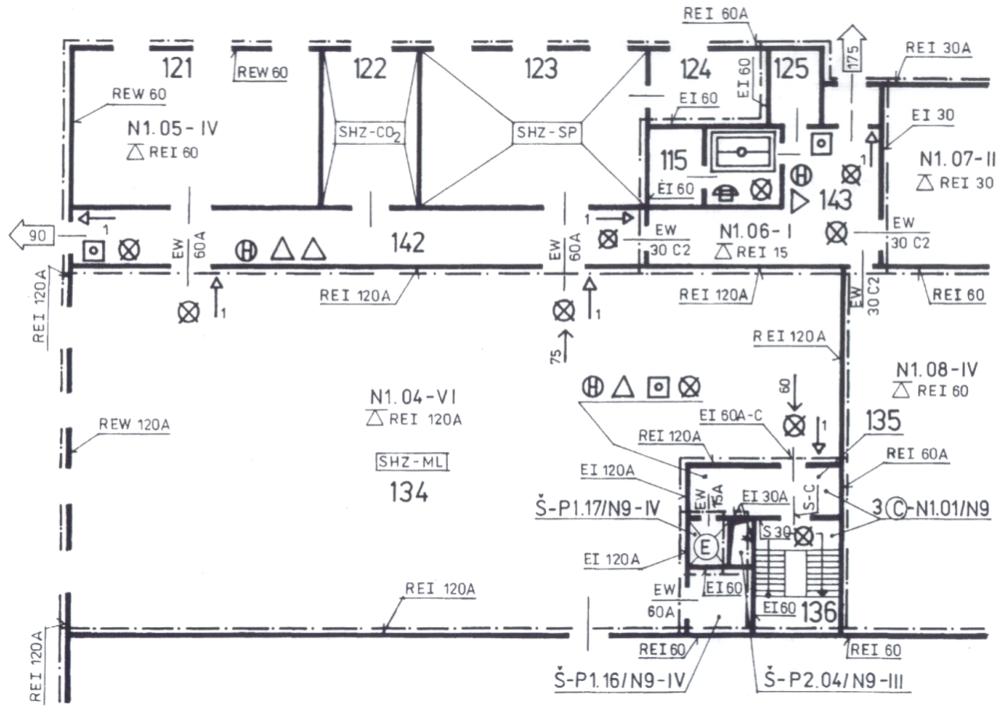 REI 60A
175
REI 30A
121
122
123
124
125
REW 60
EI 60
REW 60
EI 60
EI 30
N1.05-IV
REI 60
SHZ-CO2
SHZ-SP
115
N1.07-II
REI 30
1
EI 60
143
90
1
1
EW
60A
142
EW
60A
EW
30 C2
N1.06-I
REI 15
EW
30 C2
REI 120A
REI 120A
REI 120A
EW
30 C2
REI 60
1
1
75
REI 120A
N1.04-VI
REI 120A
60
N1.08-IV
REI 60
REW 120A
EI 60A-C
1
135
REI 120A
REI 60A
SHZ-ML
134
EI 120A
EW
15A
EI 30A
S-C
Š-P1.17/N9-IV
3 C-N1.01/N9
E
S 30
EI 120A
REI 120A
EW
60A
EI 60
EI 60
136
REI 120A
REI 60
REI 60
Š-P1.16/N9-IV
Š-P2.04/N9-III
H
H
H